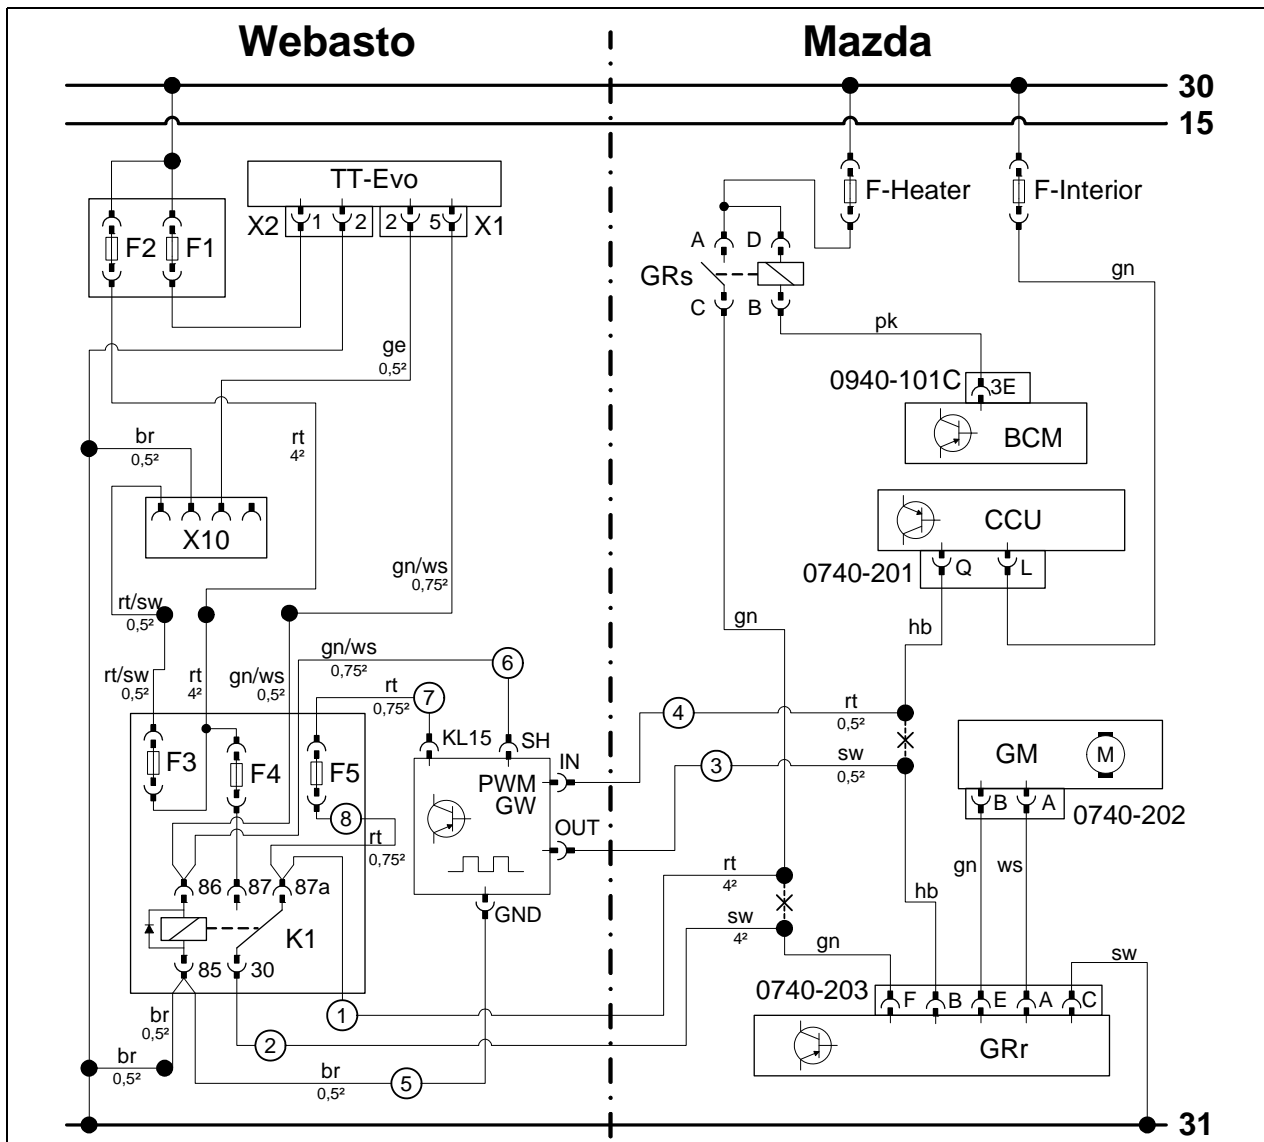 Webasto Mazda
30
15
TT-Evo
F-Heater F-Interior
X2 1 2 2 5 X1
F2 F1
A D
GRs
C B
gn
pk
ge
0,5²
0940-101C 3E
BCM
br
0,5²
rt
4²
X10
CCU
0740-201 Q L
gn/ws
0,75²
rt/sw
0,5²
gn
hb
gn/ws
0,75²
6
rt/sw
0,5²
rt
4²
gn/ws
0,5²
rt
0,75²
7
4
rt
0,5²
KL15 SH
IN
PWM
GW
OUT
3
sw
0,5²
GM M
B A 0740-202
F3 F4 F5
8
rt
0,75²
86 87 87a
GND
rt
4²
gn ws
hb
K1
85 30
sw
4²
gn
sw
0740-203 F B E A C
GRr
1
2
br
0,5²
br
0,5²
br
0,5²
5
31